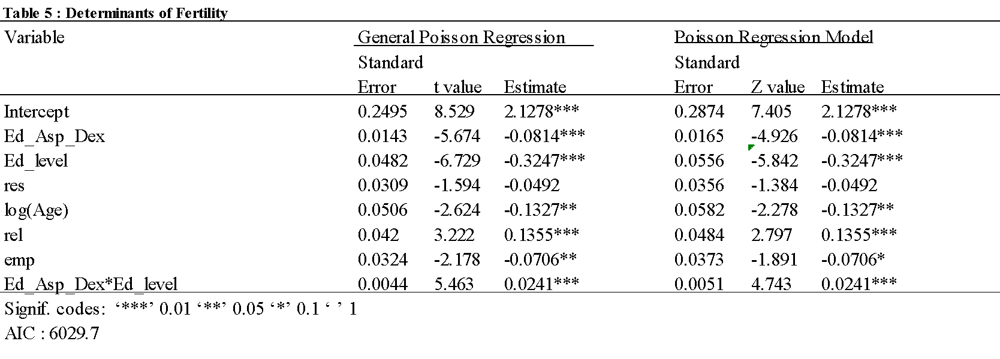 Table 5 : Determinants of Fertility
Variable General Poisson Regression Poisson Regression Model
Standard Standard
Error t value Estimate Error Z value Estimate
Intercept 0.2495 8.529 2.1278*** 0.2874 7.405 2.1278***
Ed_Asp_Dex 0.0143 -5.674 -0.0814*** 0.0165 -4.926 -0.0814***
Ed_level 0.0482 -6.729 -0.3247*** 0.0556 -5.842 -0.3247***
res 0.0309 -1.594 -0.0492 0.0356 -1.384 -0.0492
log(Age) 0.0506 -2.624 -0.1327** 0.0582 -2.278 -0.1327**
rel 0.042 3.222 0.1355*** 0.0484 2.797 0.1355***
emp 0.0324 -2.178 -0.0706** 0.0373 -1.891 -0.0706*
Ed_Asp_Dex*Ed_level 0.0044 5.463 0.0241*** 0.0051 4.743 0.0241***
Signif. codes: ‘***’ 0.01 ‘**’ 0.05 ‘*’ 0.1 ‘ ’ 1
AIC : 6029.7